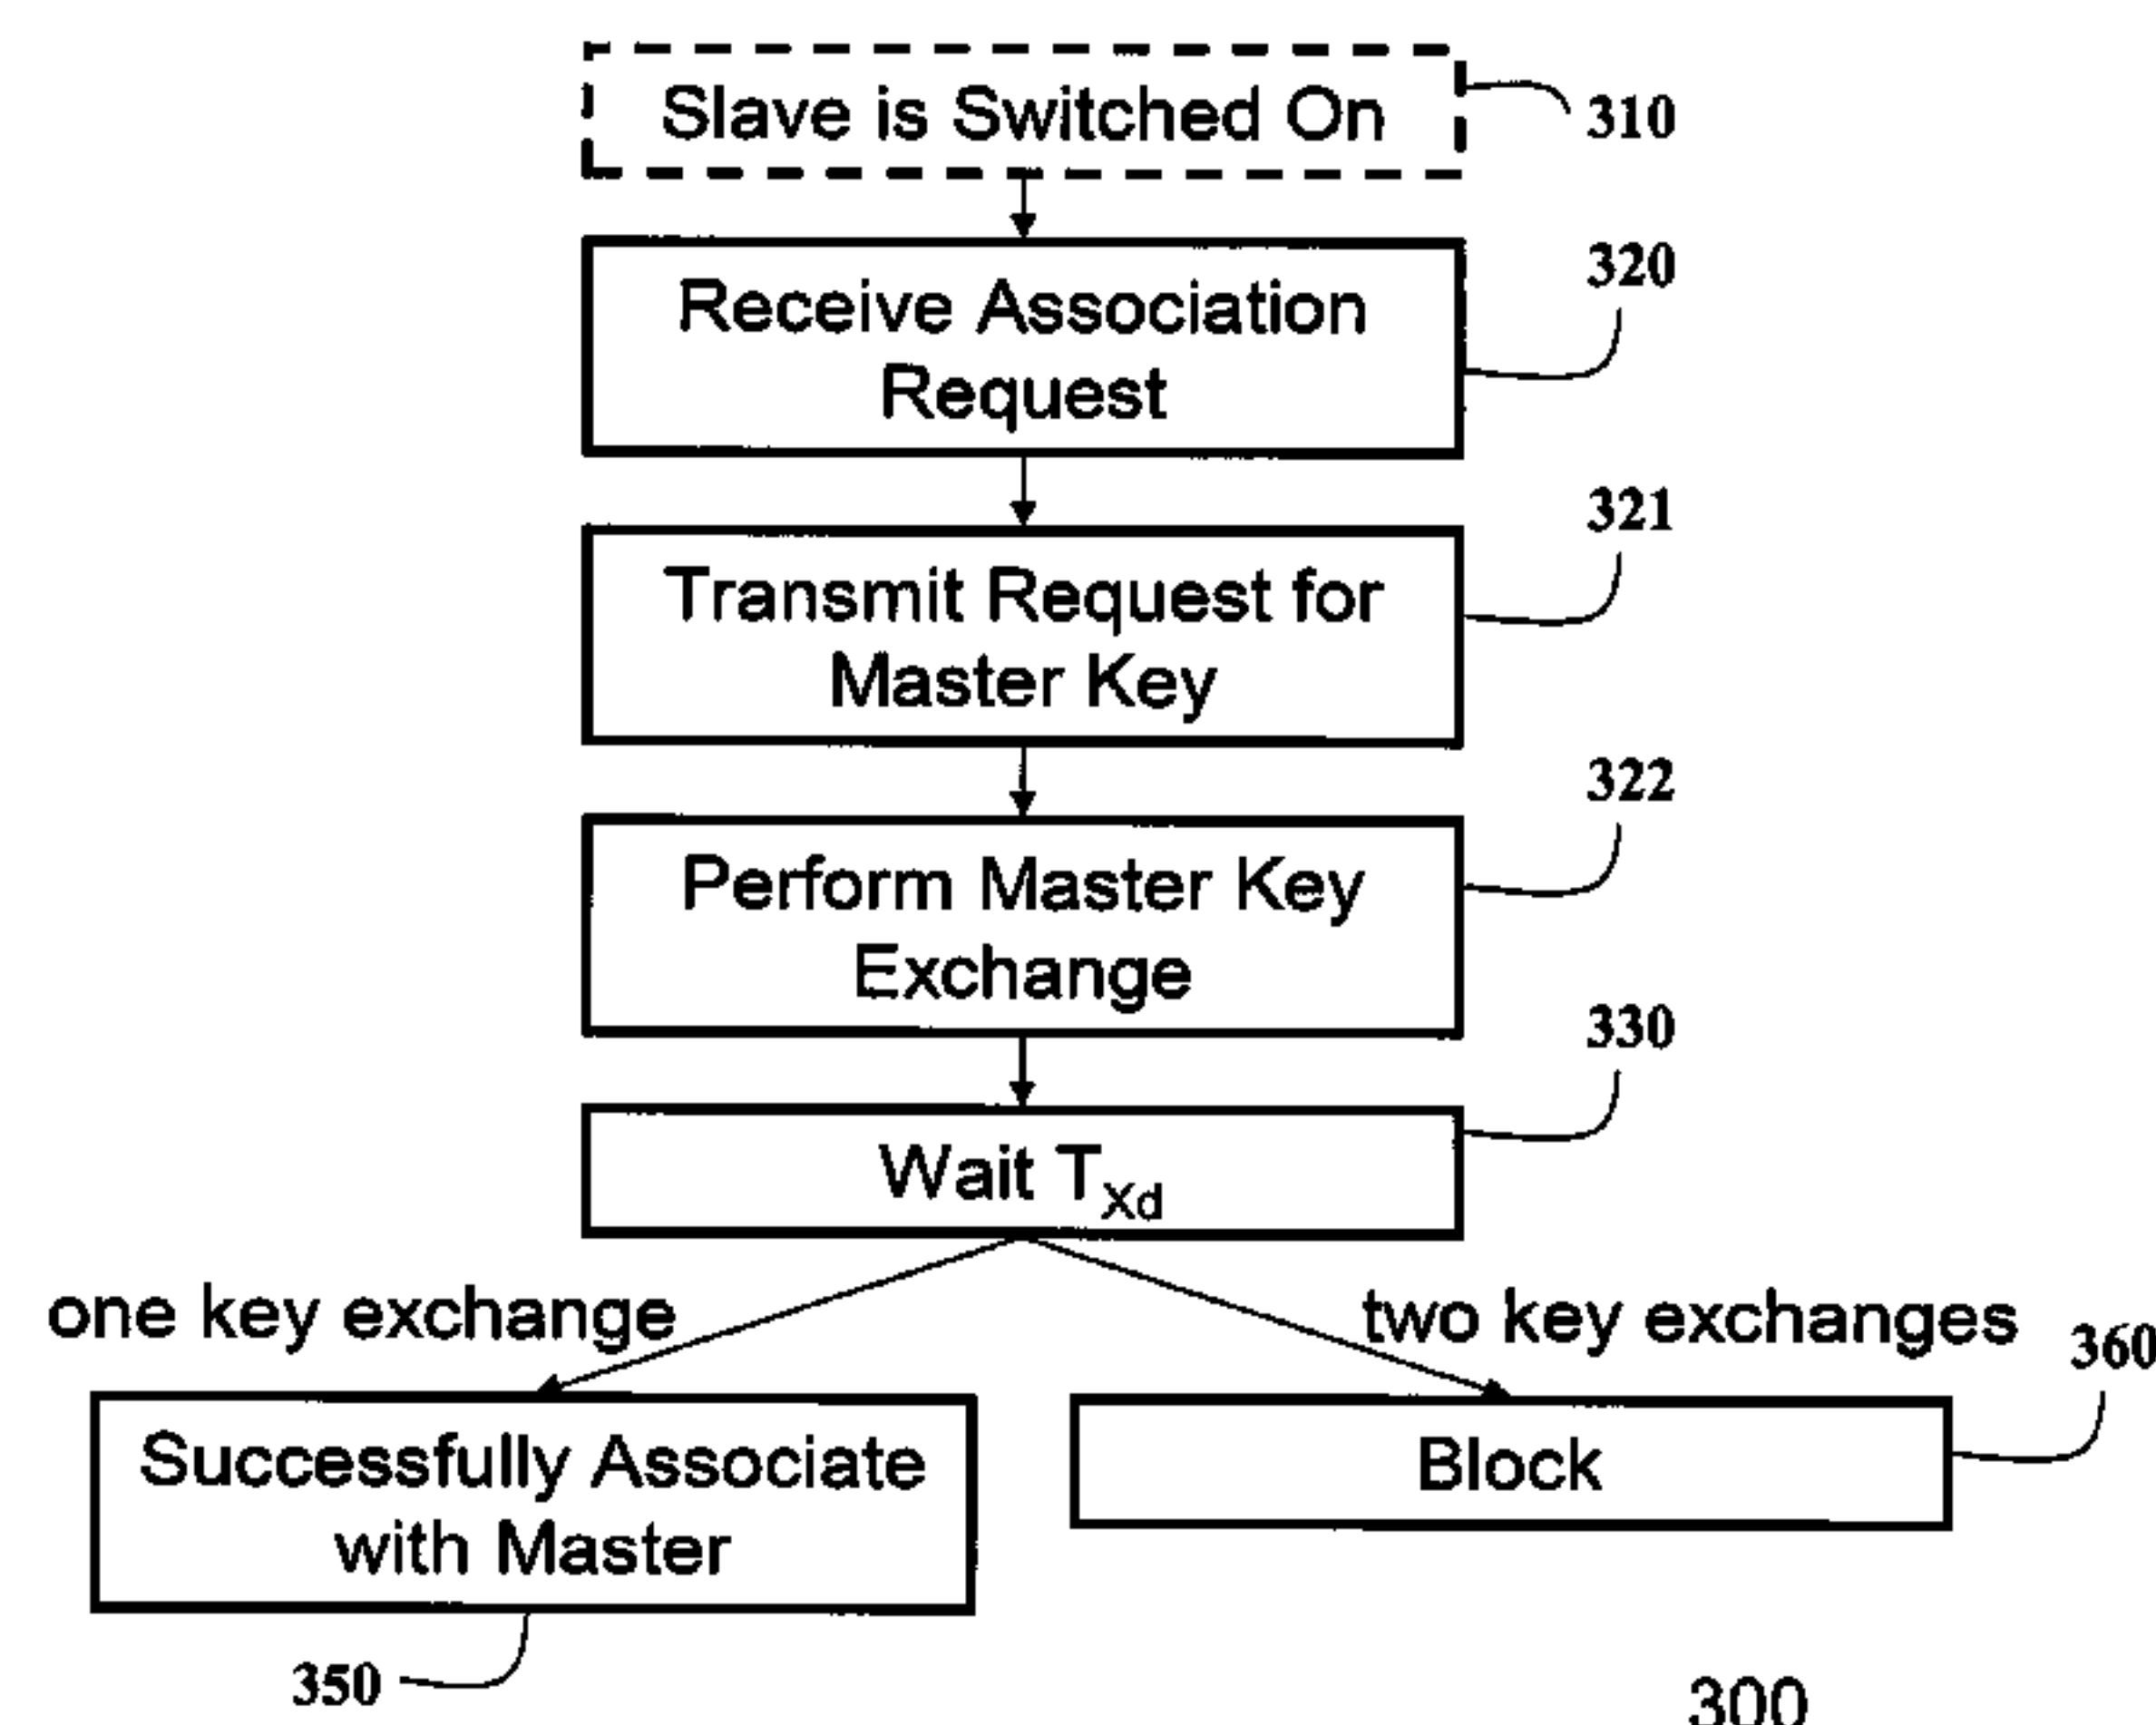 Slave is Switched On
310
Receive Association
Request
320
Transmit Request for
Master Key
321
Perform Master Key
Exchange
322
Wait TXd
330
one key exchange
two key exchanges
Successfully Associate
with Master
350
Block
360
300